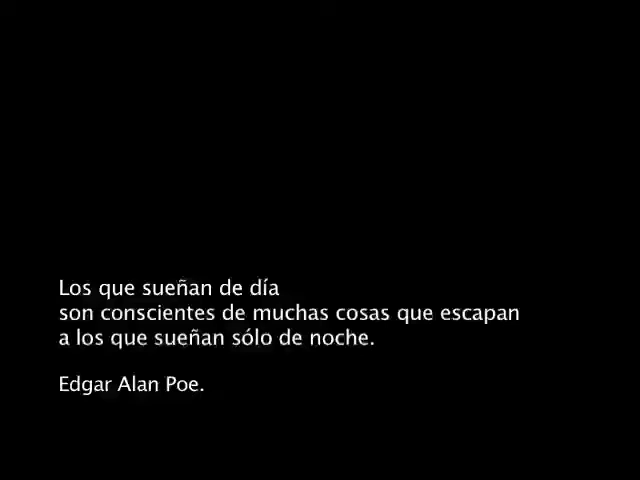 Los que sueñan de día
son conscientes de muchas cosas que escapan
a los que sueñan sólo de noche.
Edgar Alan Poe.